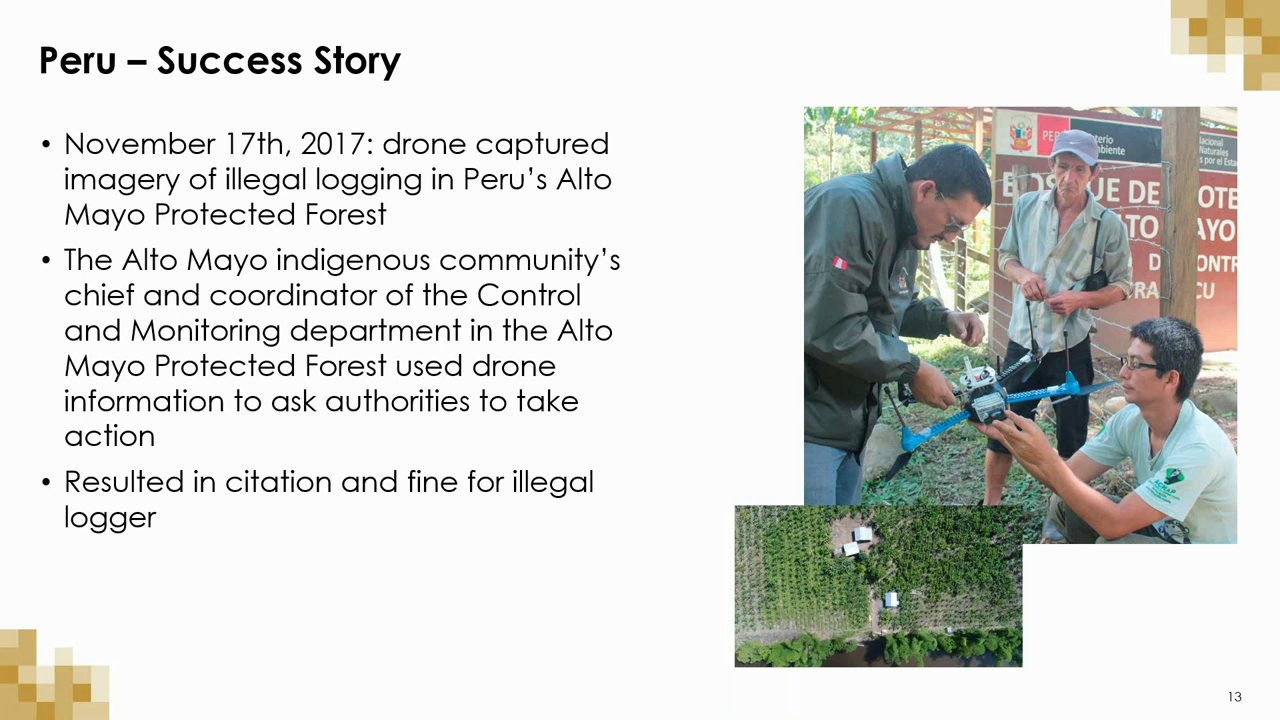 Peru – Success Story
• November 17th, 2017: drone captured
imagery of illegal logging in Peru’s Alto
Mayo Protected Forest
• The Alto Mayo indigenous community’s
chief and coordinator of the Control
and Monitoring department in the Alto
Mayo Protected Forest used drone
information to ask authorities to take
action
• Resulted in citation and fine for illegal
logger
13